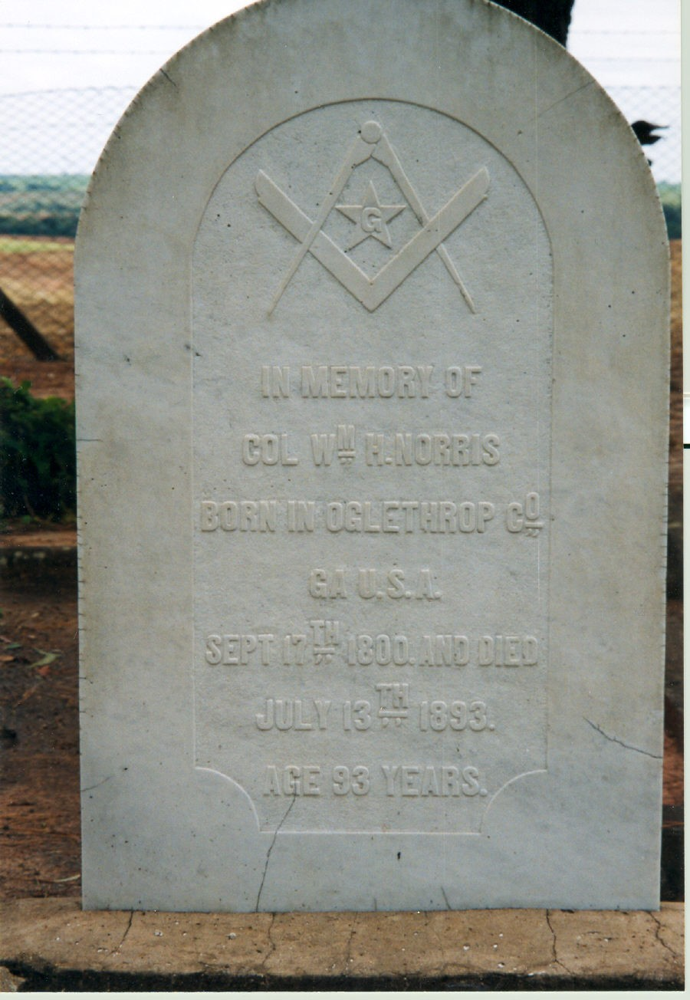 G
IN MEMORY OF
COL WM H. NORRIS
BORN IN OGLETHROP CO
GA U.S.A.
SEPT 17TH 1800. AND DIED
JULY 13TH 1893.
AGE 93 YEARS.